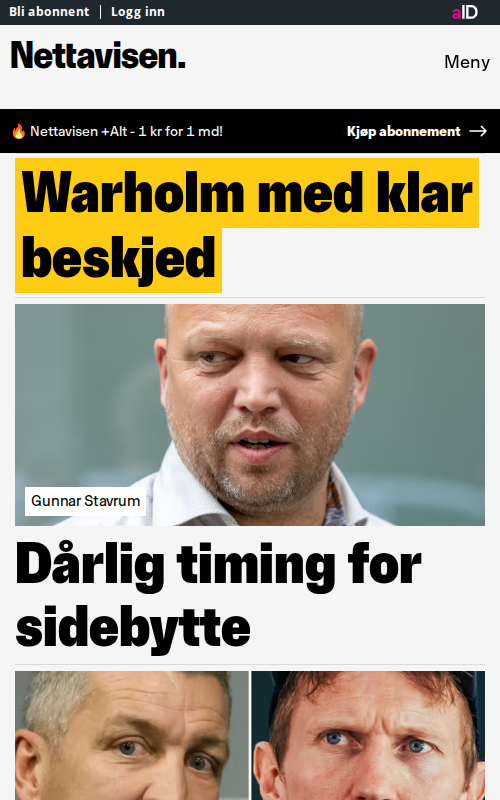 Bli abonnent | Logg inn
aID
Nettavisen.
Meny
🔥 Nettavisen +Alt - 1 kr for 1 md!
Kjøp abonnement →
Warholm med klar
beskjed
Gunnar Stavrum
Dårlig timing for
sidebytte